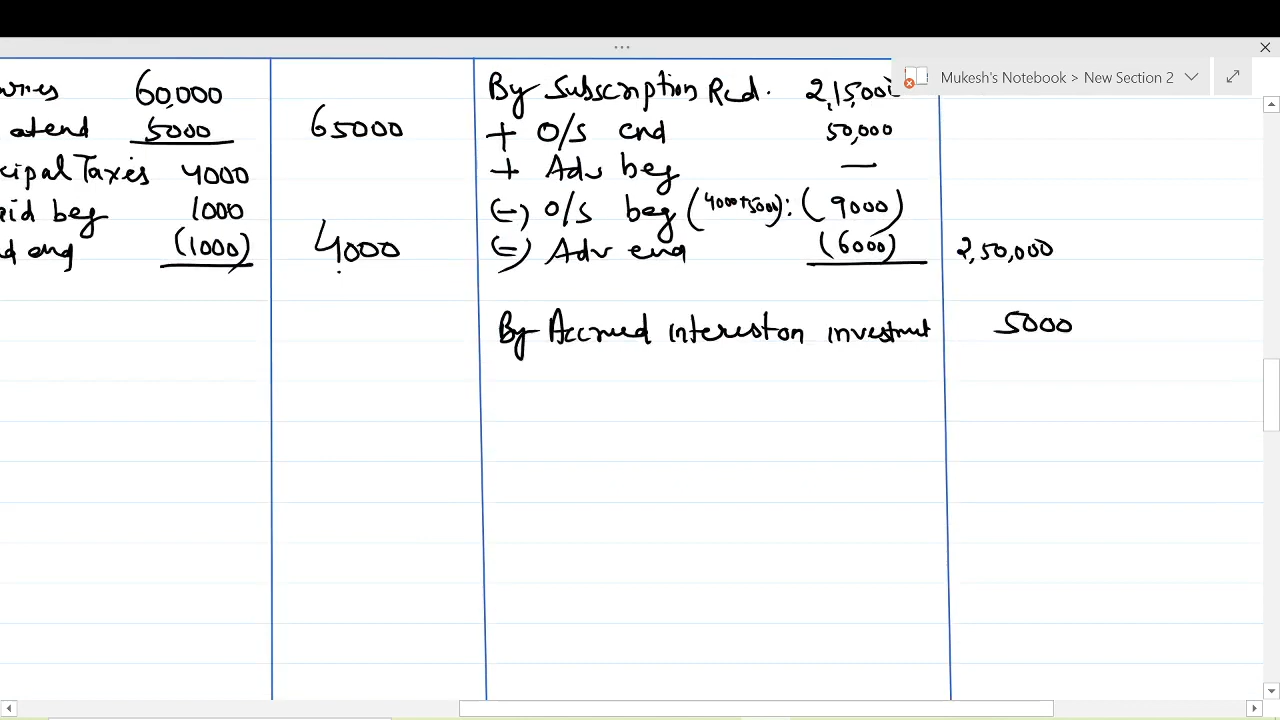 Mukesh's Notebook > New Section 2
60,000
at end 5000 65000
cipal Taxes 4000
aid beg 1000
d end (1000) 4000
By Subscription Rcd. 2,15,000
+ O/S end 50,000
+ Adv beg —
(-) O/S beg (4000+5000): (9000)
(-) Adv end (6000) 2,50,000
By Accrued interest on investment 5000